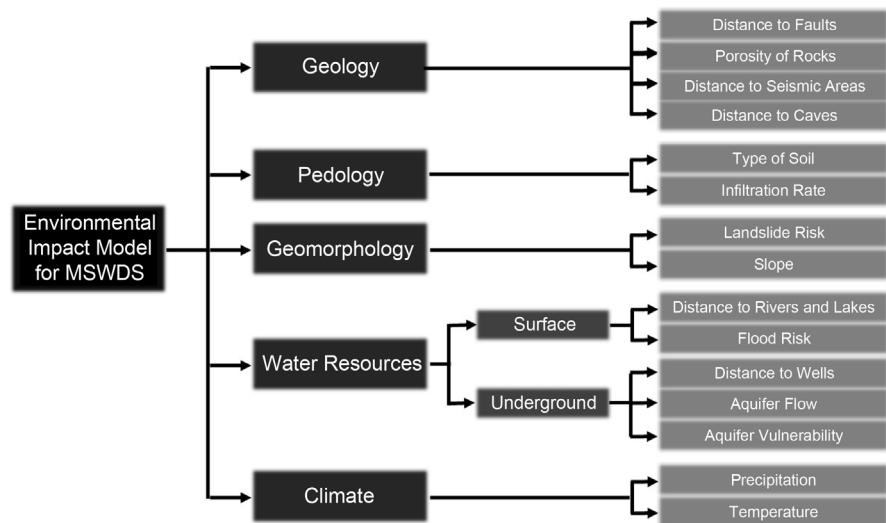 Environmental
Impact Model
for MSWDS
Geology
Distance to Faults
Porosity of Rocks
Distance to Seismic Areas
Distance to Caves
Pedology
Type of Soil
Infiltration Rate
Geomorphology
Landslide Risk
Slope
Water Resources
Surface
Distance to Rivers and Lakes
Flood Risk
Underground
Distance to Wells
Aquifer Flow
Aquifer Vulnerability
Climate
Precipitation
Temperature